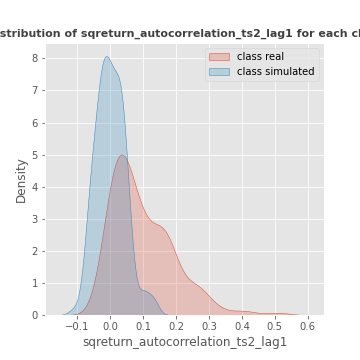 stribution of sqreturn_autocorrelation_ts2_lag1 for each cl
class real
class simulated
8
7
6
5
4
3
2
1
0
Density
−0.1 0.0 0.1 0.2 0.3 0.4 0.5 0.6
sqreturn_autocorrelation_ts2_lag1